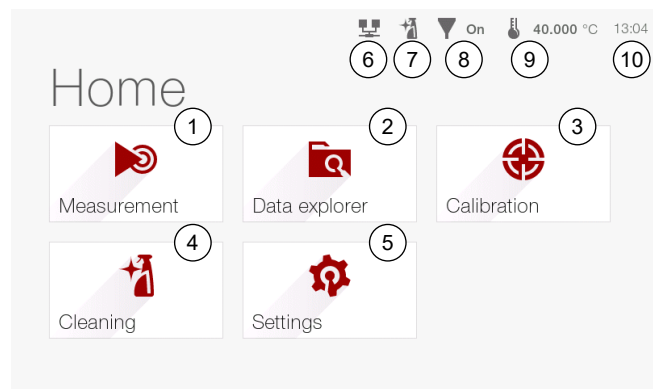 On 40.000 °C 13:04
6 7 8 9 10
Home
1 2 3
Measurement Data explorer Calibration
4 5
Cleaning Settings